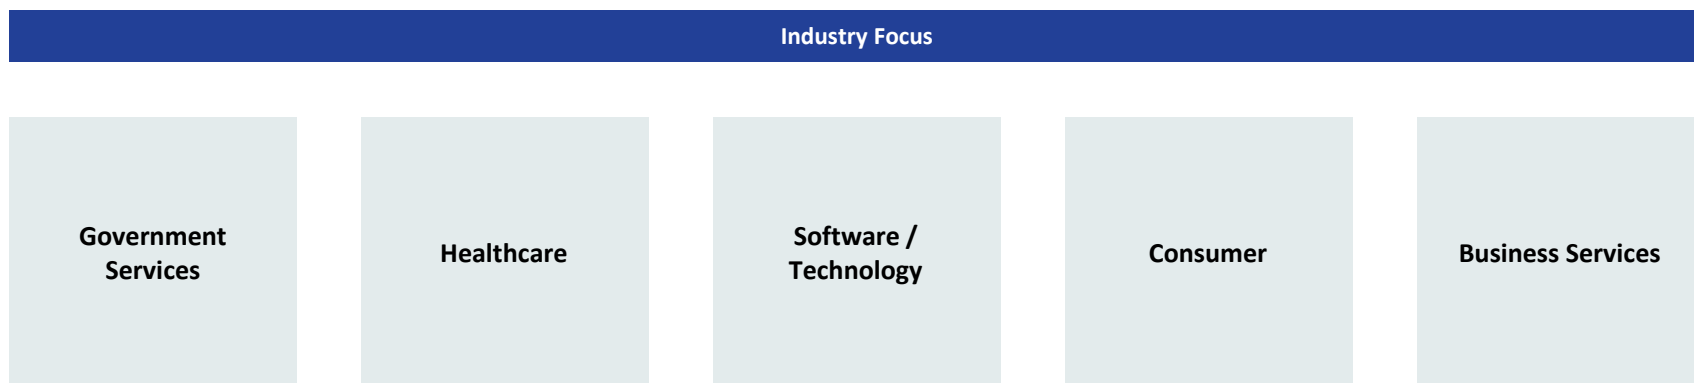 Industry Focus
Government
Services
Healthcare
Software /
Technology
Consumer
Business Services